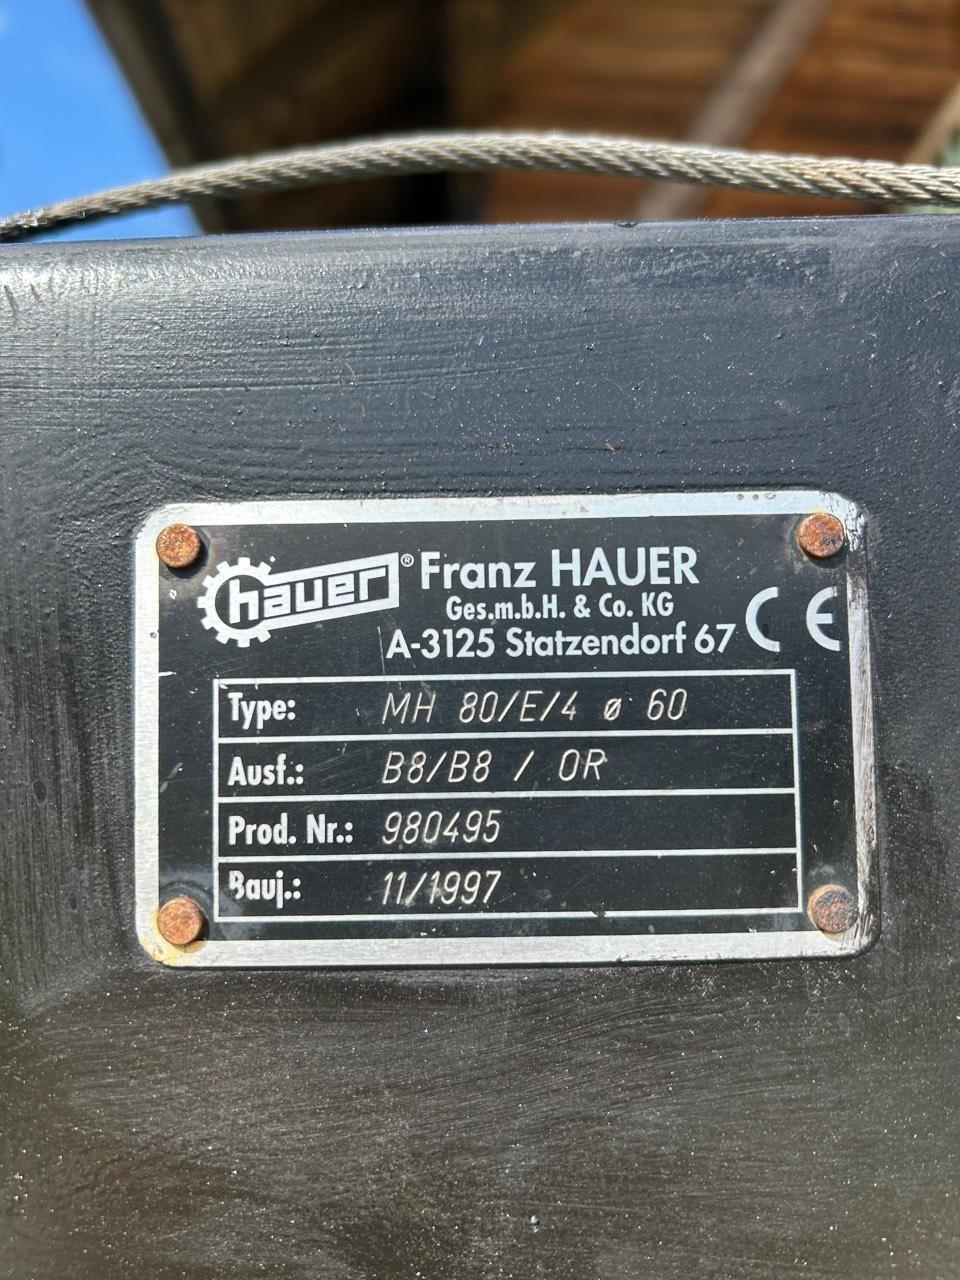 hauer® Franz HAUER
Ges.m.b.H. & Co. KG
A-3125 Statzendorf 67 CE
Type: MH 80/E/4 ø 60
Ausf.: B8/B8 / OR
Prod. Nr.: 980495
Bauj.: 11/1997